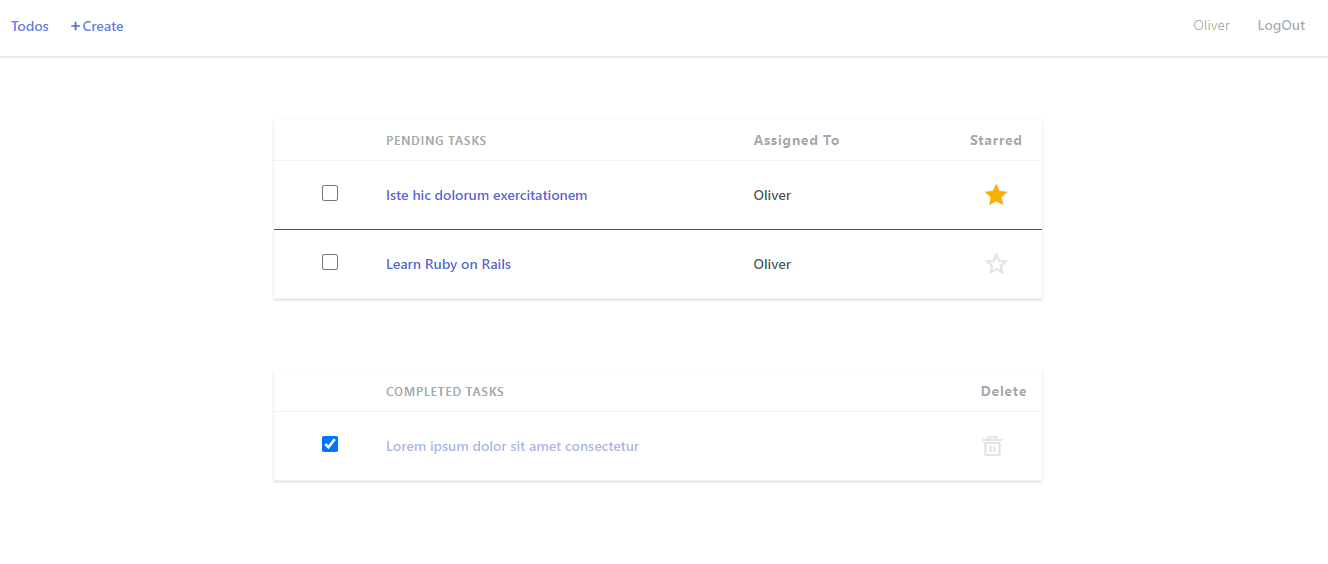 Todos +Create Oliver LogOut
PENDING TASKS Assigned To Starred
Iste hic dolorum exercitationem Oliver
Learn Ruby on Rails Oliver
COMPLETED TASKS Delete
Lorem ipsum dolor sit amet consectetur